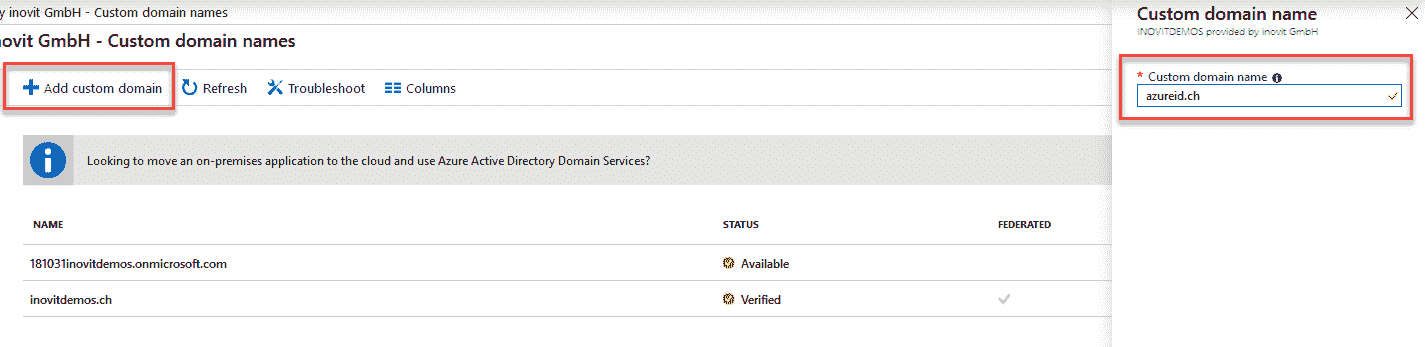 y inovit GmbH - Custom domain names
novit GmbH - Custom domain names
Add custom domain Refresh Troubleshoot Columns
Looking to move an on-premises application to the cloud and use Azure Active Directory Domain Services?
NAME STATUS FEDERATED
181031inovitdemos.onmicrosoft.com Available
inovitdemos.ch Verified
Custom domain name
INOVITDEMOS provided by inovit GmbH
* Custom domain name
azureid.ch